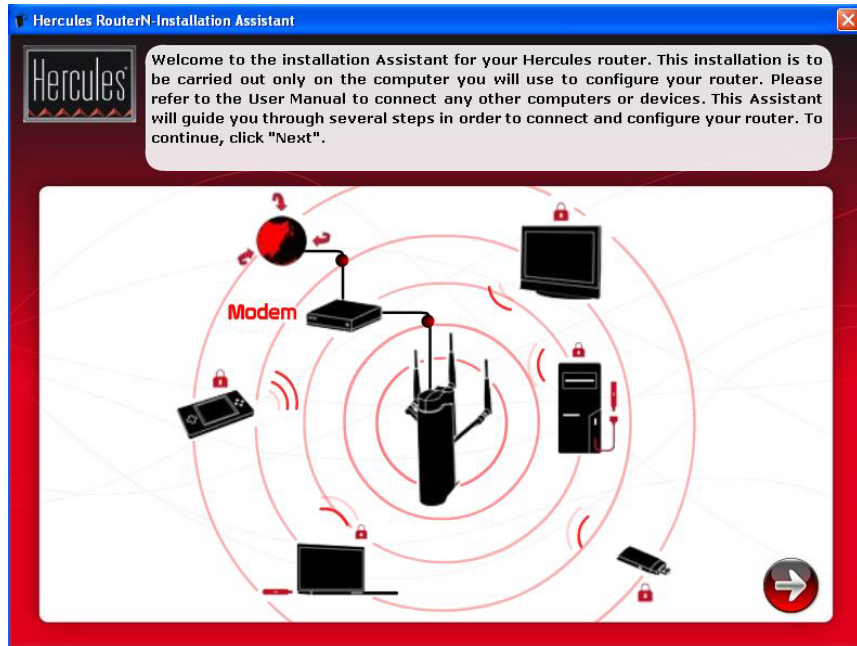 Hercules RouterN-Installation Assistant
Hercules
Welcome to the installation Assistant for your Hercules router. This installation is to
be carried out only on the computer you will use to configure your router. Please
refer to the User Manual to connect any other computers or devices. This Assistant
will guide you through several steps in order to connect and configure your router. To
continue, click "Next".
Modem